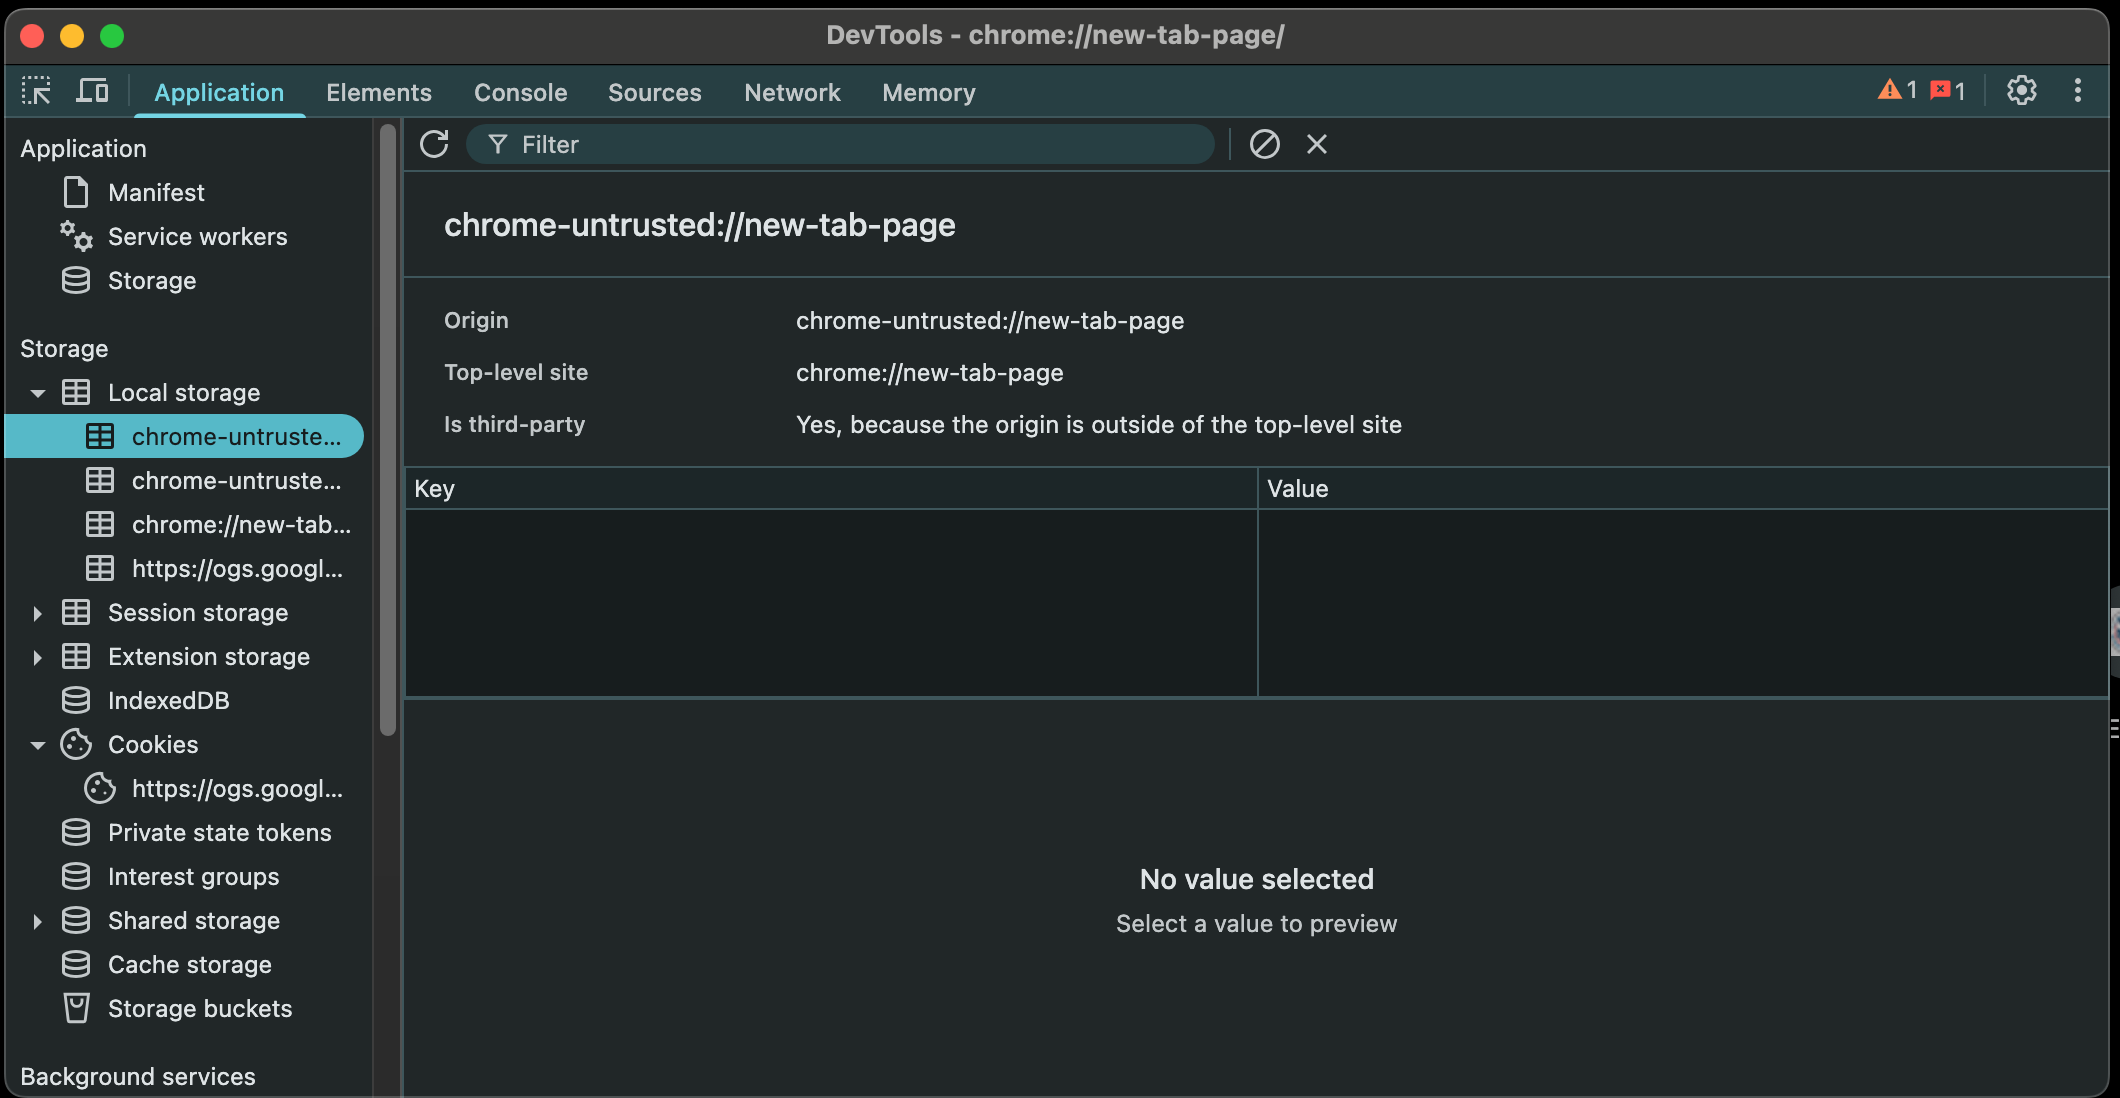 DevTools - chrome://new-tab-page/
Application Elements Console Sources Network Memory 1 1
Application
Manifest
Service workers
Storage
Storage
Local storage
chrome-untruste...
chrome-untruste...
chrome://new-tab...
https://ogs.googl...
Session storage
Extension storage
IndexedDB
Cookies
https://ogs.googl...
Private state tokens
Interest groups
Shared storage
Cache storage
Storage buckets
Background services
Filter
chrome-untrusted://new-tab-page
Origin chrome-untrusted://new-tab-page
Top-level site chrome://new-tab-page
Is third-party Yes, because the origin is outside of the top-level site
Key Value
No value selected
Select a value to preview